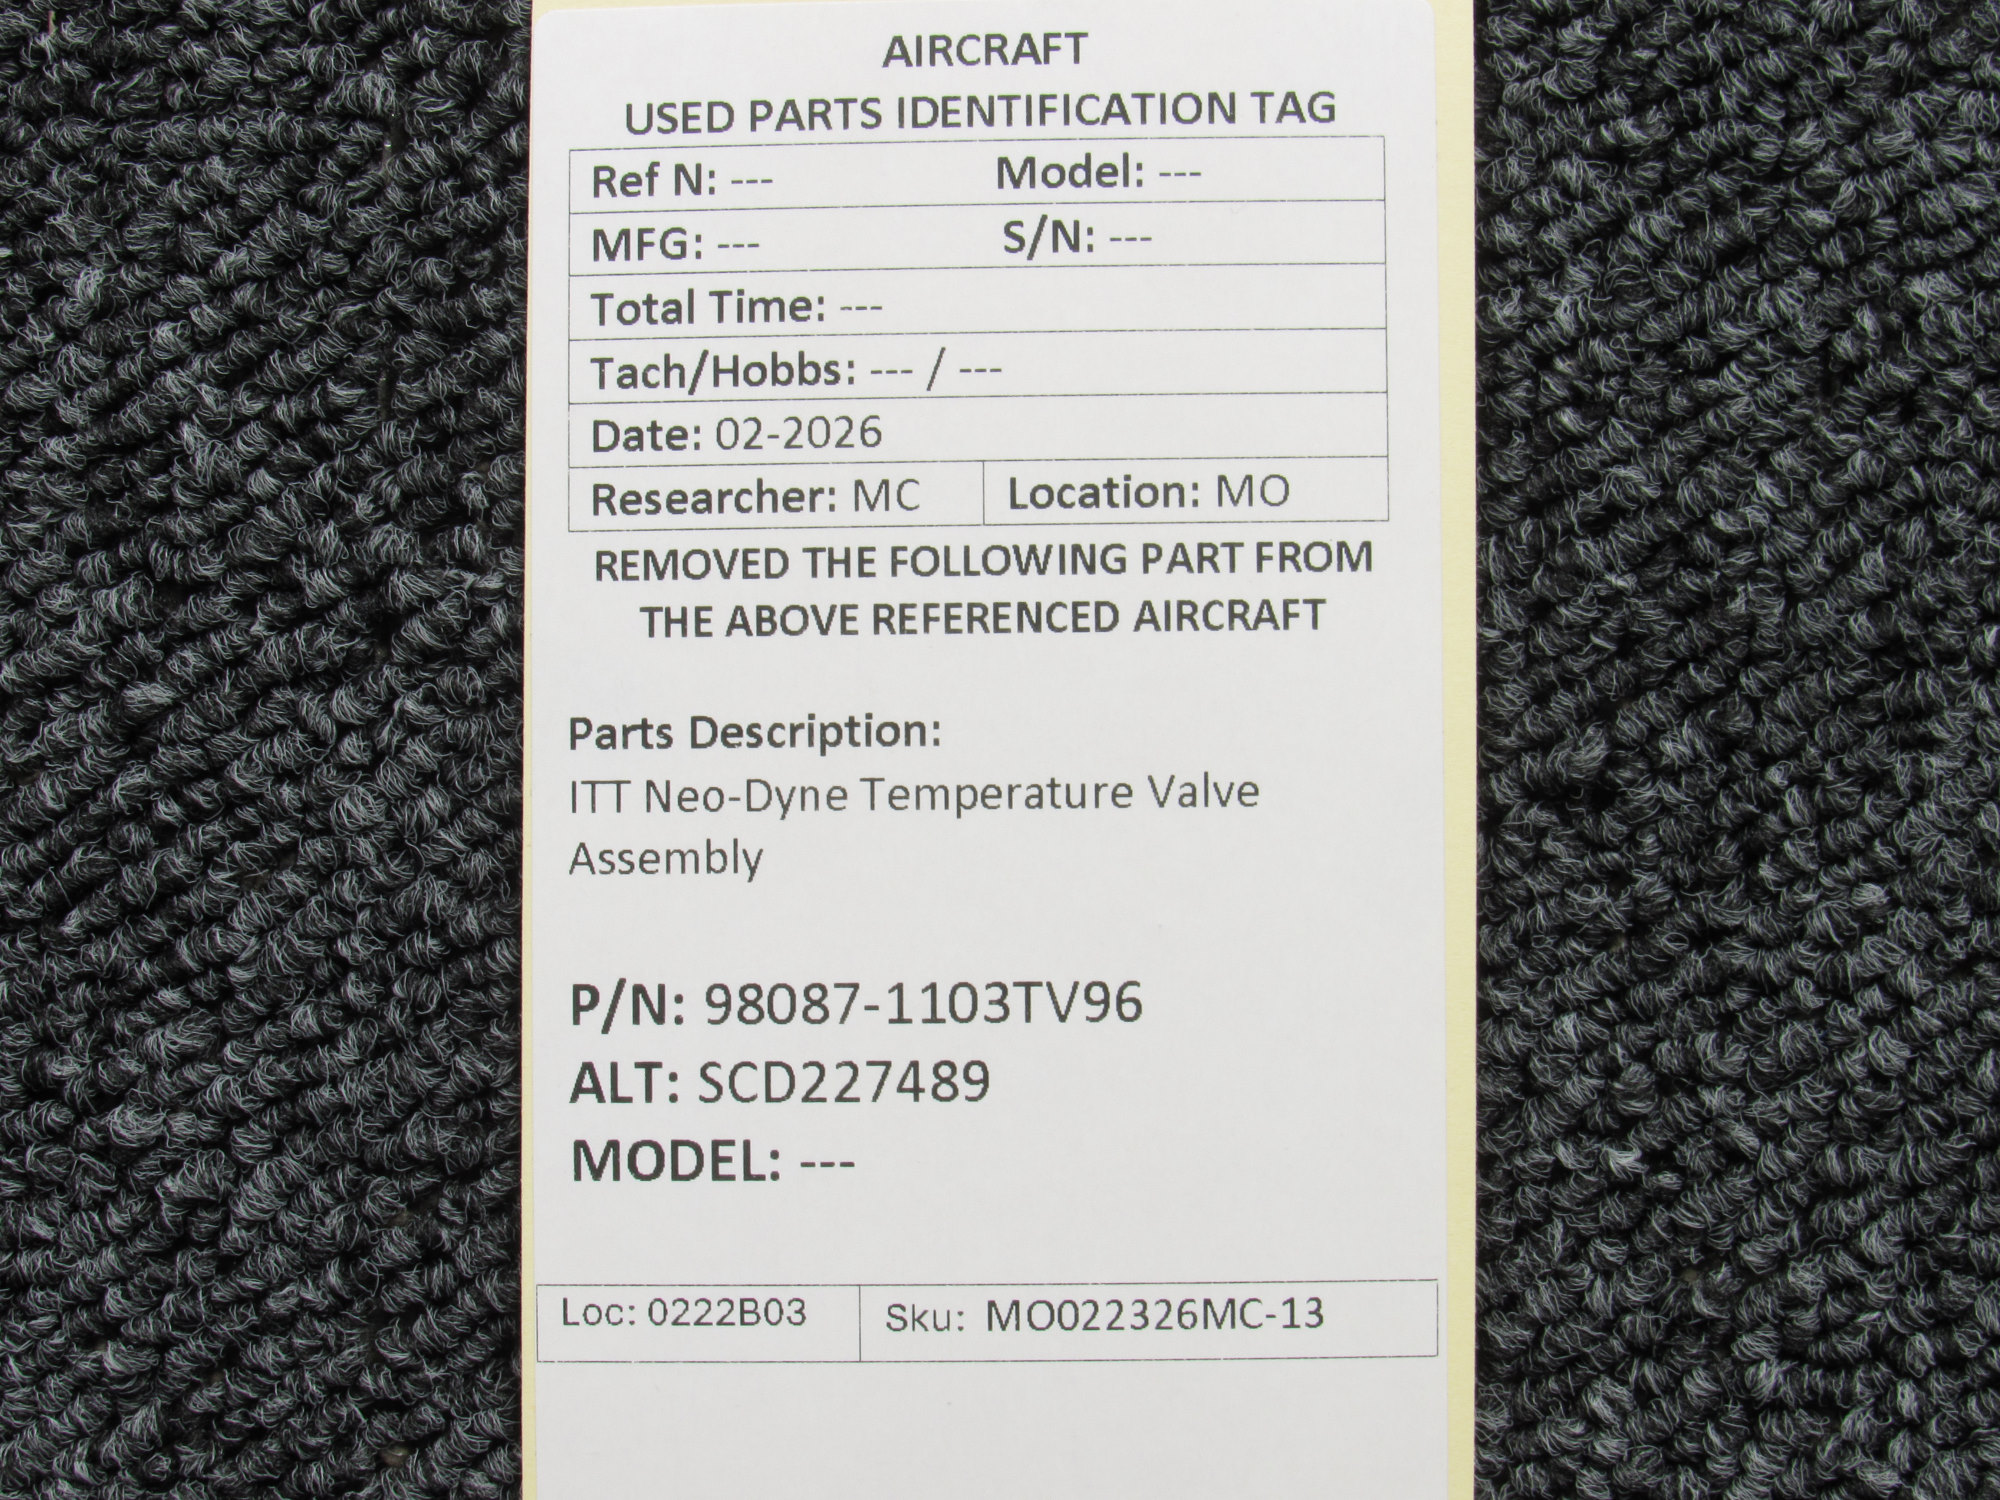 AIRCRAFT
USED PARTS IDENTIFICATION TAG
Ref N: --- Model: ---
MFG: --- S/N: ---
Total Time: ---
Tach/Hobbs: --- / ---
Date: 02-2026
Researcher: MC Location: MO
REMOVED THE FOLLOWING PART FROM
THE ABOVE REFERENCED AIRCRAFT
Parts Description:
ITT Neo-Dyne Temperature Valve
Assembly
P/N: 98087-1103TV96
ALT: SCD227489
MODEL: ---
Loc: 0222B03 Sku: MO022326MC-13